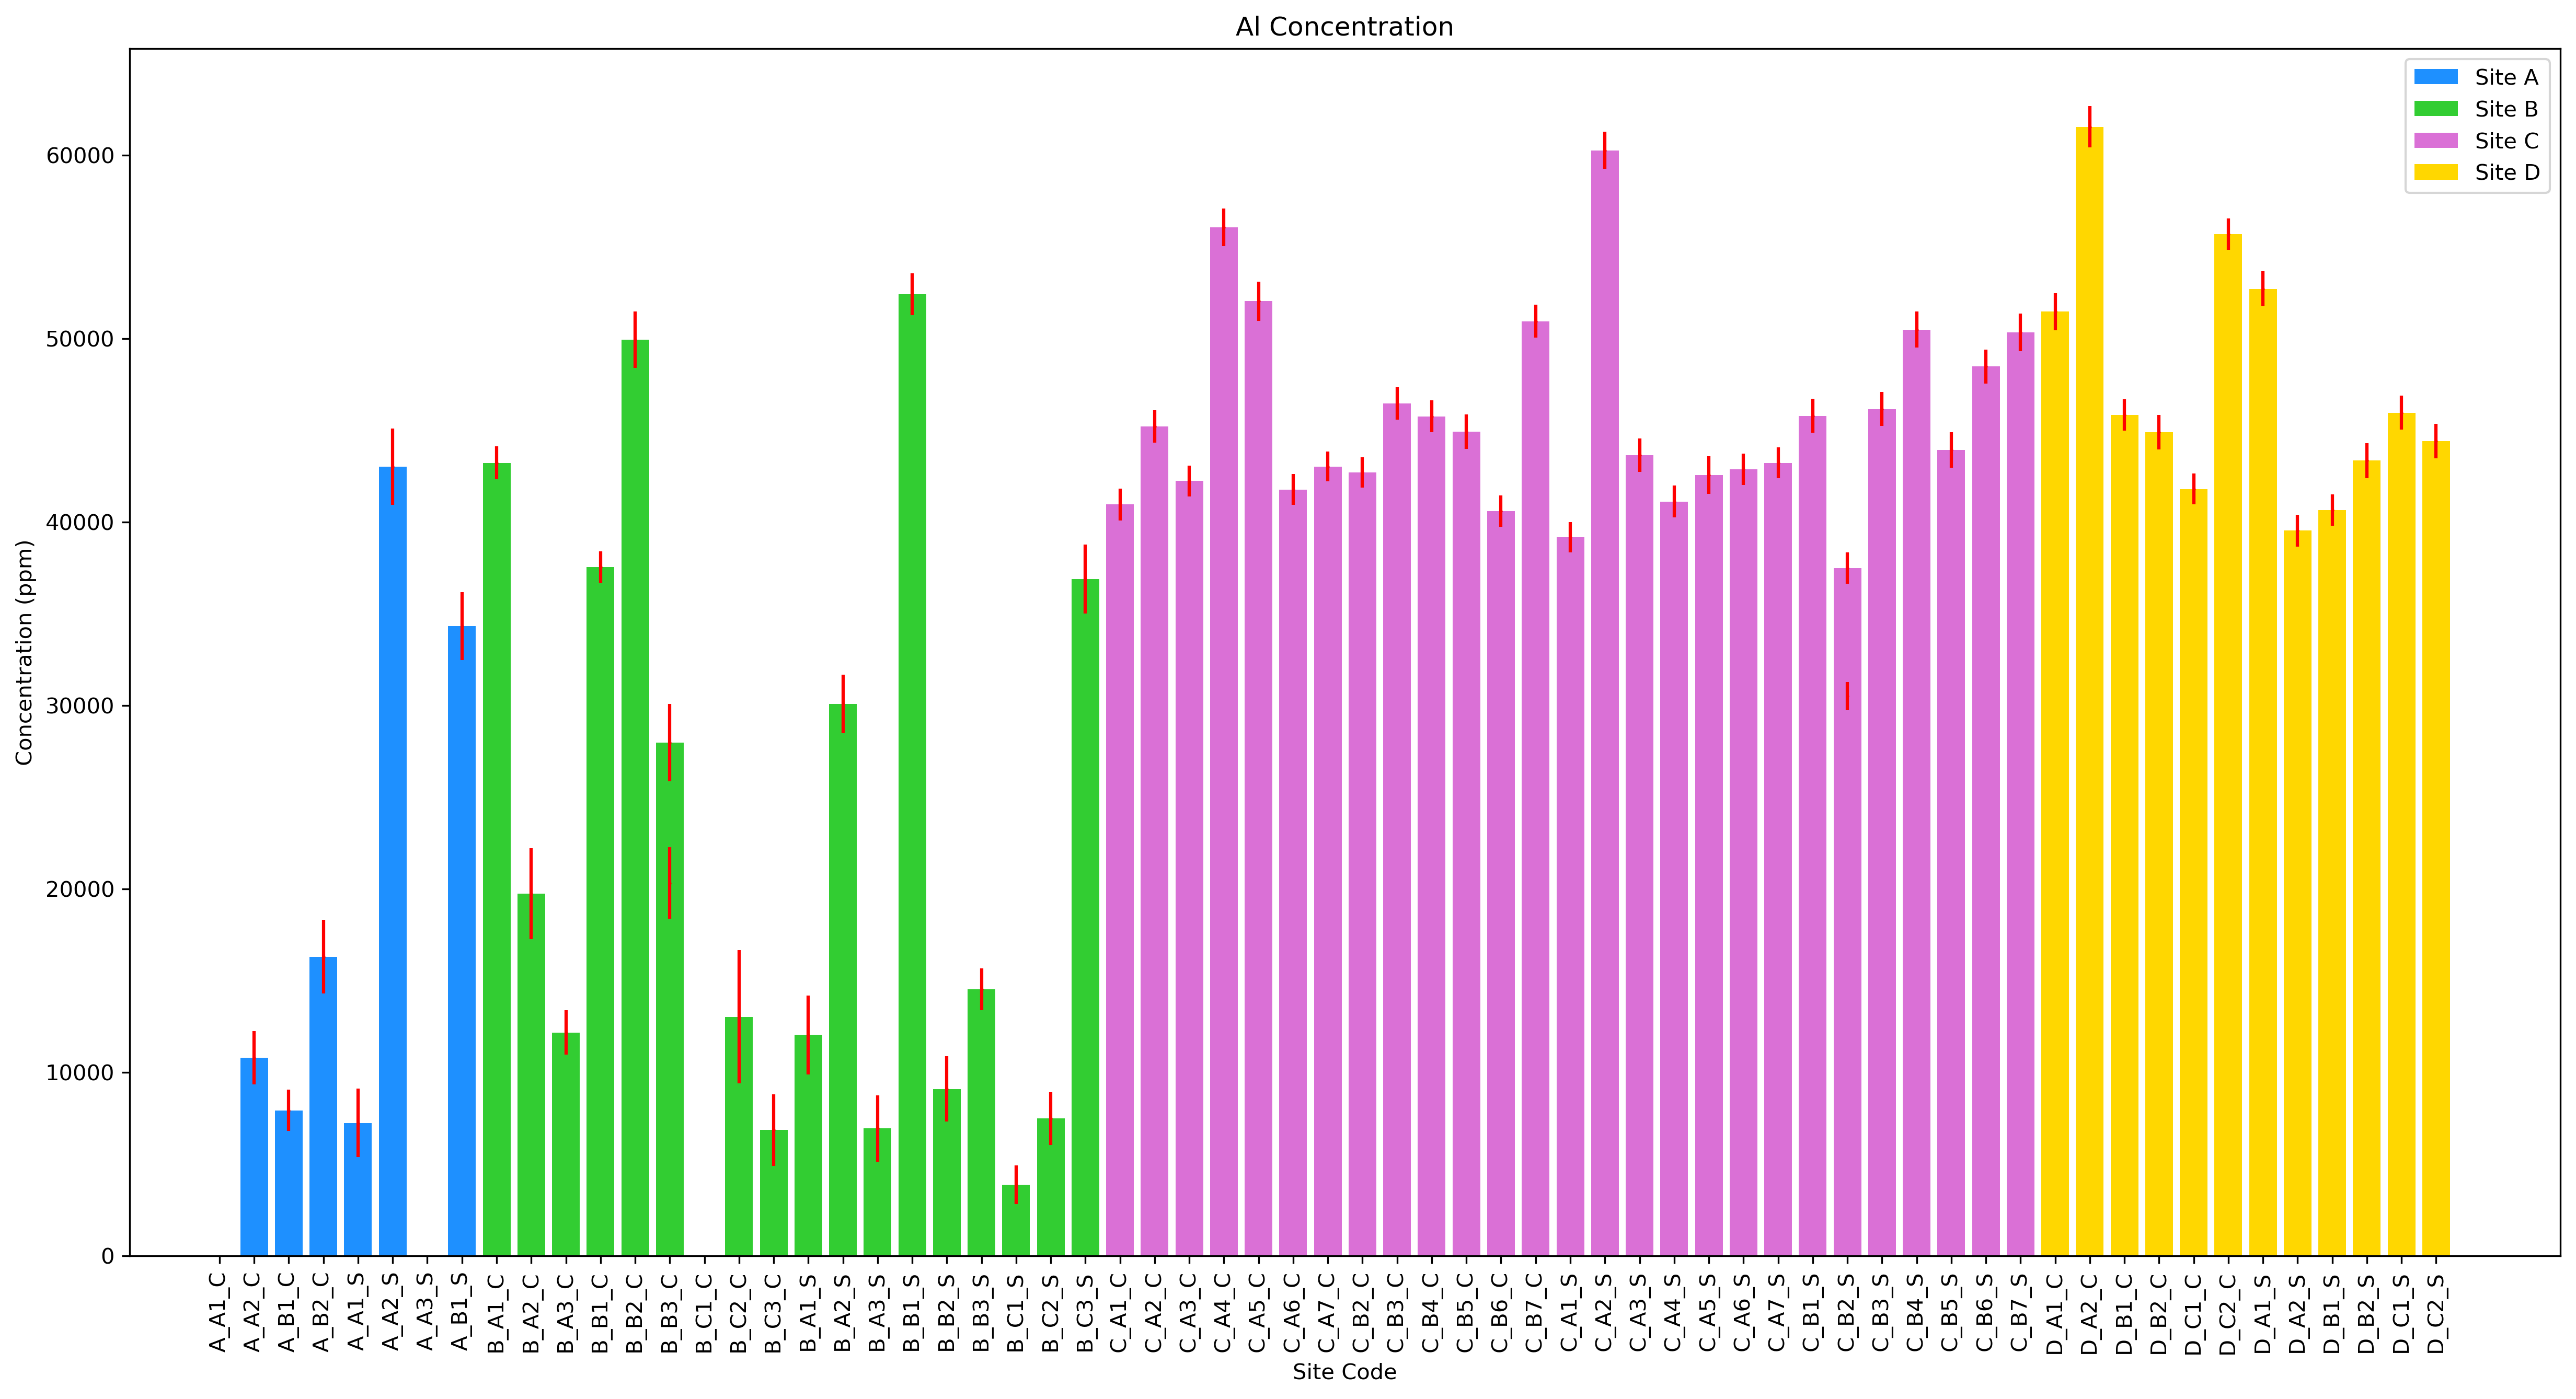 Al Concentration
Site A
Site B
Site C
Site D
Concentration (ppm)
60000
50000
40000
30000
20000
10000
0
A_A1_C
A_A2_C
A_B1_C
A_B2_C
A_A1_S
A_A2_S
A_A3_S
A_B1_S
B_A1_C
B_A2_C
B_A3_C
B_B1_C
B_B2_C
B_B3_C
B_C1_C
B_C2_C
B_C3_C
B_A1_S
B_A2_S
B_A3_S
B_B1_S
B_B2_S
B_B3_S
B_C1_S
B_C2_S
B_C3_S
C_A1_C
C_A2_C
C_A3_C
C_A4_C
C_A5_C
C_A6_C
C_A7_C
C_B2_C
C_B3_C
C_B4_C
C_B5_C
C_B6_C
C_B7_C
C_A1_S
C_A2_S
C_A3_S
C_A4_S
C_A5_S
C_A6_S
C_A7_S
C_B1_S
C_B2_S
C_B3_S
C_B4_S
C_B5_S
C_B6_S
C_B7_S
D_A1_C
D_A2_C
D_B1_C
D_B2_C
D_C1_C
D_C2_C
D_A1_S
D_A2_S
D_B1_S
D_B2_S
D_C1_S
D_C2_S
Site Code